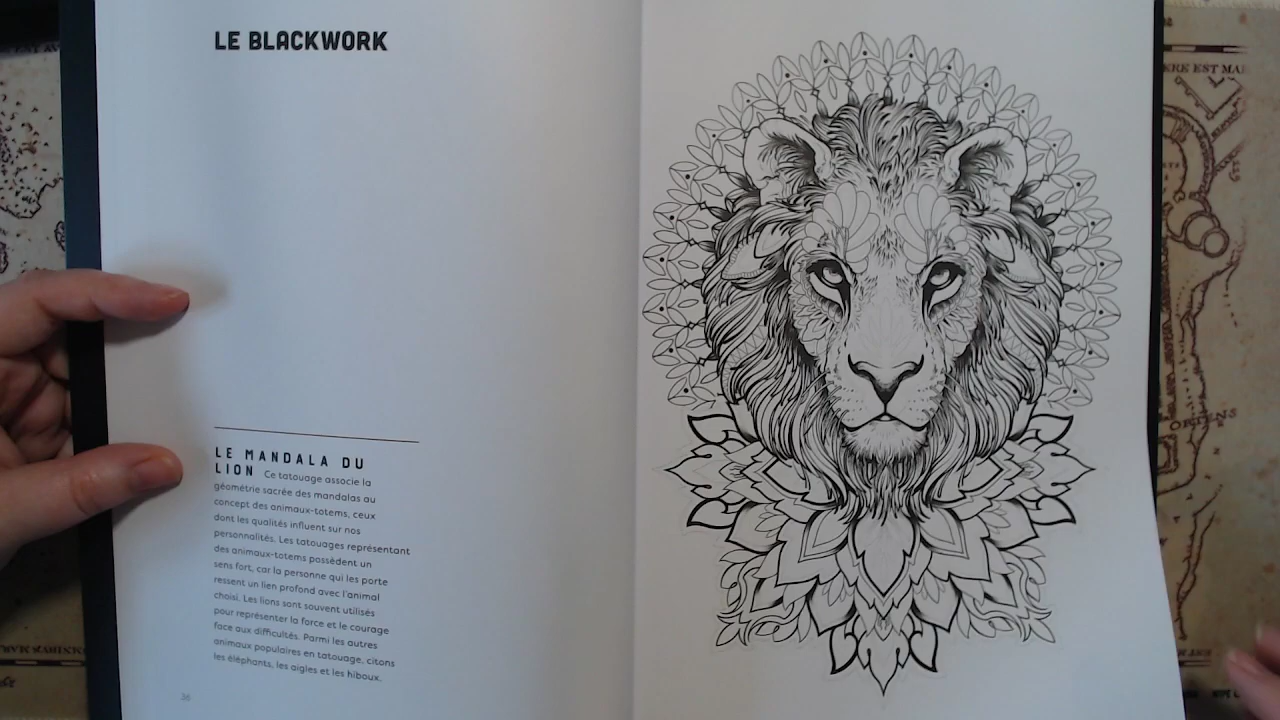 LE BLACKWORK
LE MANDALA DU
LION Ce tatouage associe la
géométrie sacrée des mandalas au
concept des animaux-totems, ceux
dont les qualités influent sur nos
personnalités. Les tatouages représentant
des animaux-totems possèdent un
sens fort, car la personne qui les porte
ressent un lien profond avec l'animal
choisi. Les lions sont souvent utilisés
pour représenter la force et le courage
face aux difficultés. Parmi les autres
animaux populaires en tatouage, citons
les éléphants, les aigles et les hiboux.
36